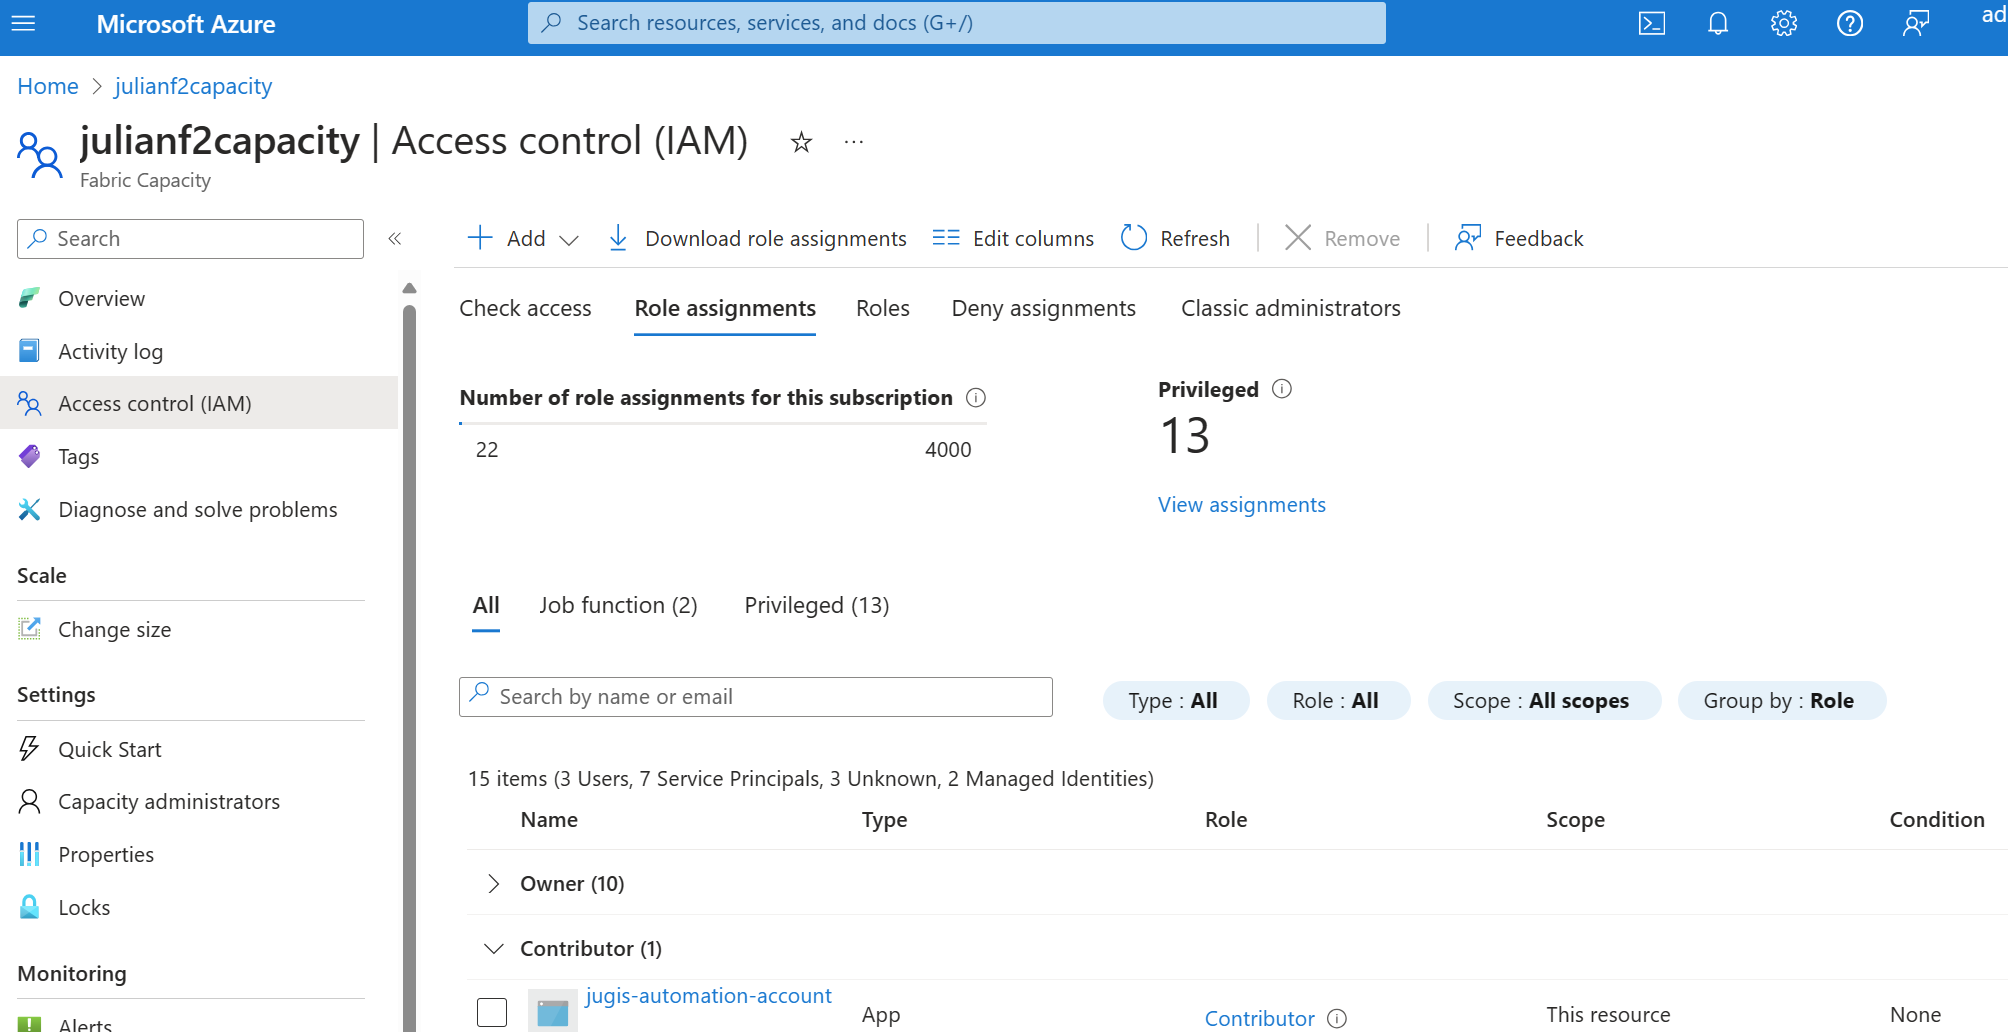 Microsoft Azure
Search resources, services, and docs (G+/)
ad
Home
julianf2capacity
julianf2capacity | Access control (IAM)
...
Fabric Capacity
Search
Overview
Activity log
Access control (IAM)
Tags
Diagnose and solve problems
Scale
Change size
Settings
Quick Start
Capacity administrators
Properties
Locks
Monitoring
Alerts
Add
Download role assignments
Edit columns
Refresh
Remove
Feedback
Check access
Role assignments
Roles
Deny assignments
Classic administrators
Number of role assignments for this subscription
22
4000
Privileged
13
View assignments
All
Job function (2)
Privileged (13)
Search by name or email
Type : All
Role : All
Scope : All scopes
Group by : Role
15 items (3 Users, 7 Service Principals, 3 Unknown, 2 Managed Identities)
Name
Type
Role
Scope
Condition
Owner (10)
Contributor (1)
jugis-automation-account
App
Contributor
This resource
None